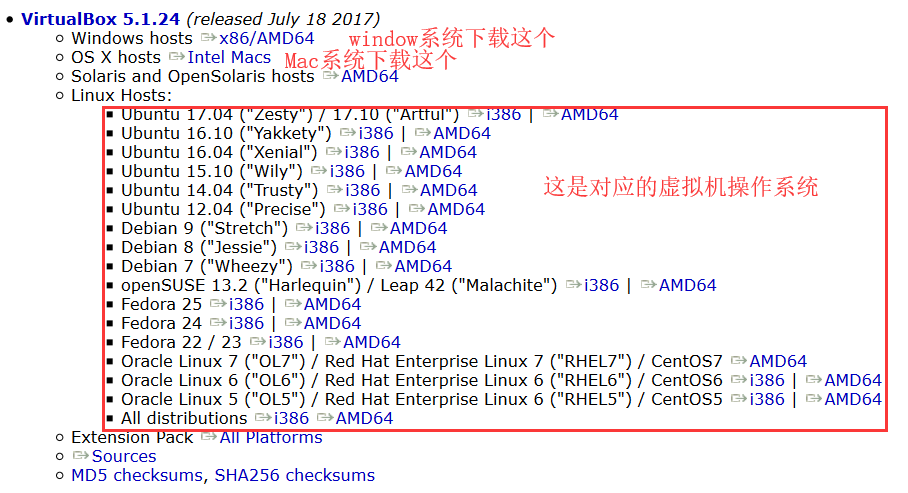 VirtualBox 5.1.24 (released July 18 2017)
Windows hosts x86/AMD64 window系统下载这个
OS X hosts Intel Macs Mac系统下载这个
Solaris and OpenSolaris hosts AMD64
Linux Hosts:
Ubuntu 17.04 ("Zesty") / 17.10 ("Artful") i386 | AMD64
Ubuntu 16.10 ("Yakkety") i386 | AMD64
Ubuntu 16.04 ("Xenial") i386 | AMD64
Ubuntu 15.10 ("Wily") i386 | AMD64
Ubuntu 14.04 ("Trusty") i386 | AMD64 这是对应的虚拟机操作系统
Ubuntu 12.04 ("Precise") i386 | AMD64
Debian 9 ("Stretch") i386 | AMD64
Debian 8 ("Jessie") i386 | AMD64
Debian 7 ("Wheezy") i386 | AMD64
openSUSE 13.2 ("Harlequin") / Leap 42 ("Malachite") i386 | AMD64
Fedora 25 i386 | AMD64
Fedora 24 i386 | AMD64
Fedora 22 / 23 i386 | AMD64
Oracle Linux 7 ("OL7") / Red Hat Enterprise Linux 7 ("RHEL7") / CentOS7 AMD64
Oracle Linux 6 ("OL6") / Red Hat Enterprise Linux 6 ("RHEL6") / CentOS6 i386 | AMD64
Oracle Linux 5 ("OL5") / Red Hat Enterprise Linux 6 ("RHEL5") / CentOS5 i386 | AMD64
All distributions i386 AMD64
Extension Pack All Platforms
Sources
MD5 checksums, SHA256 checksums